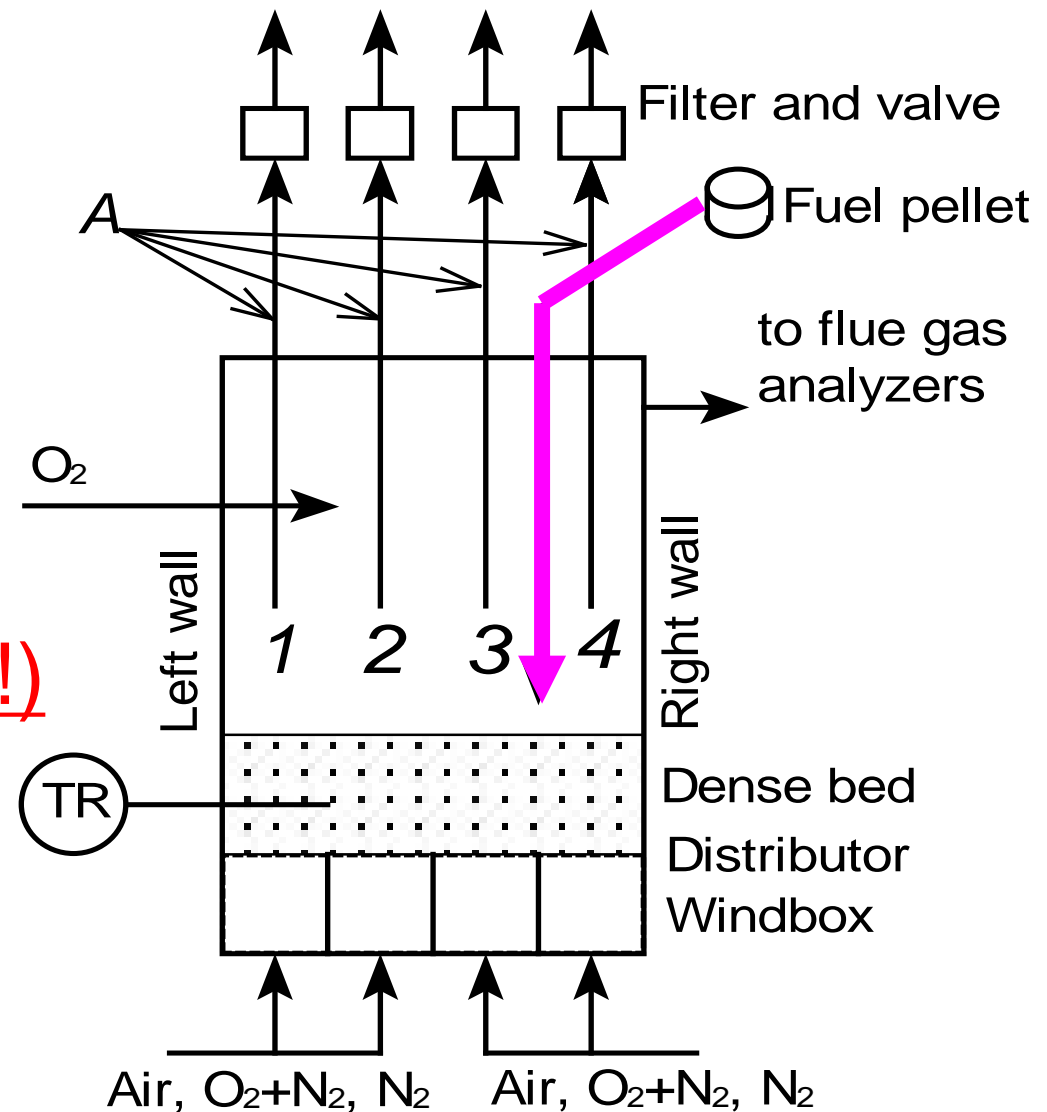 Filter and valve
A
Fuel pellet
to flue gas
analyzers
O₂
Left wall
Right wall
1 2 3 4
!)
TR
Dense bed
Distributor
Windbox
Air, O₂+N₂, N₂
Air, O₂+N₂, N₂